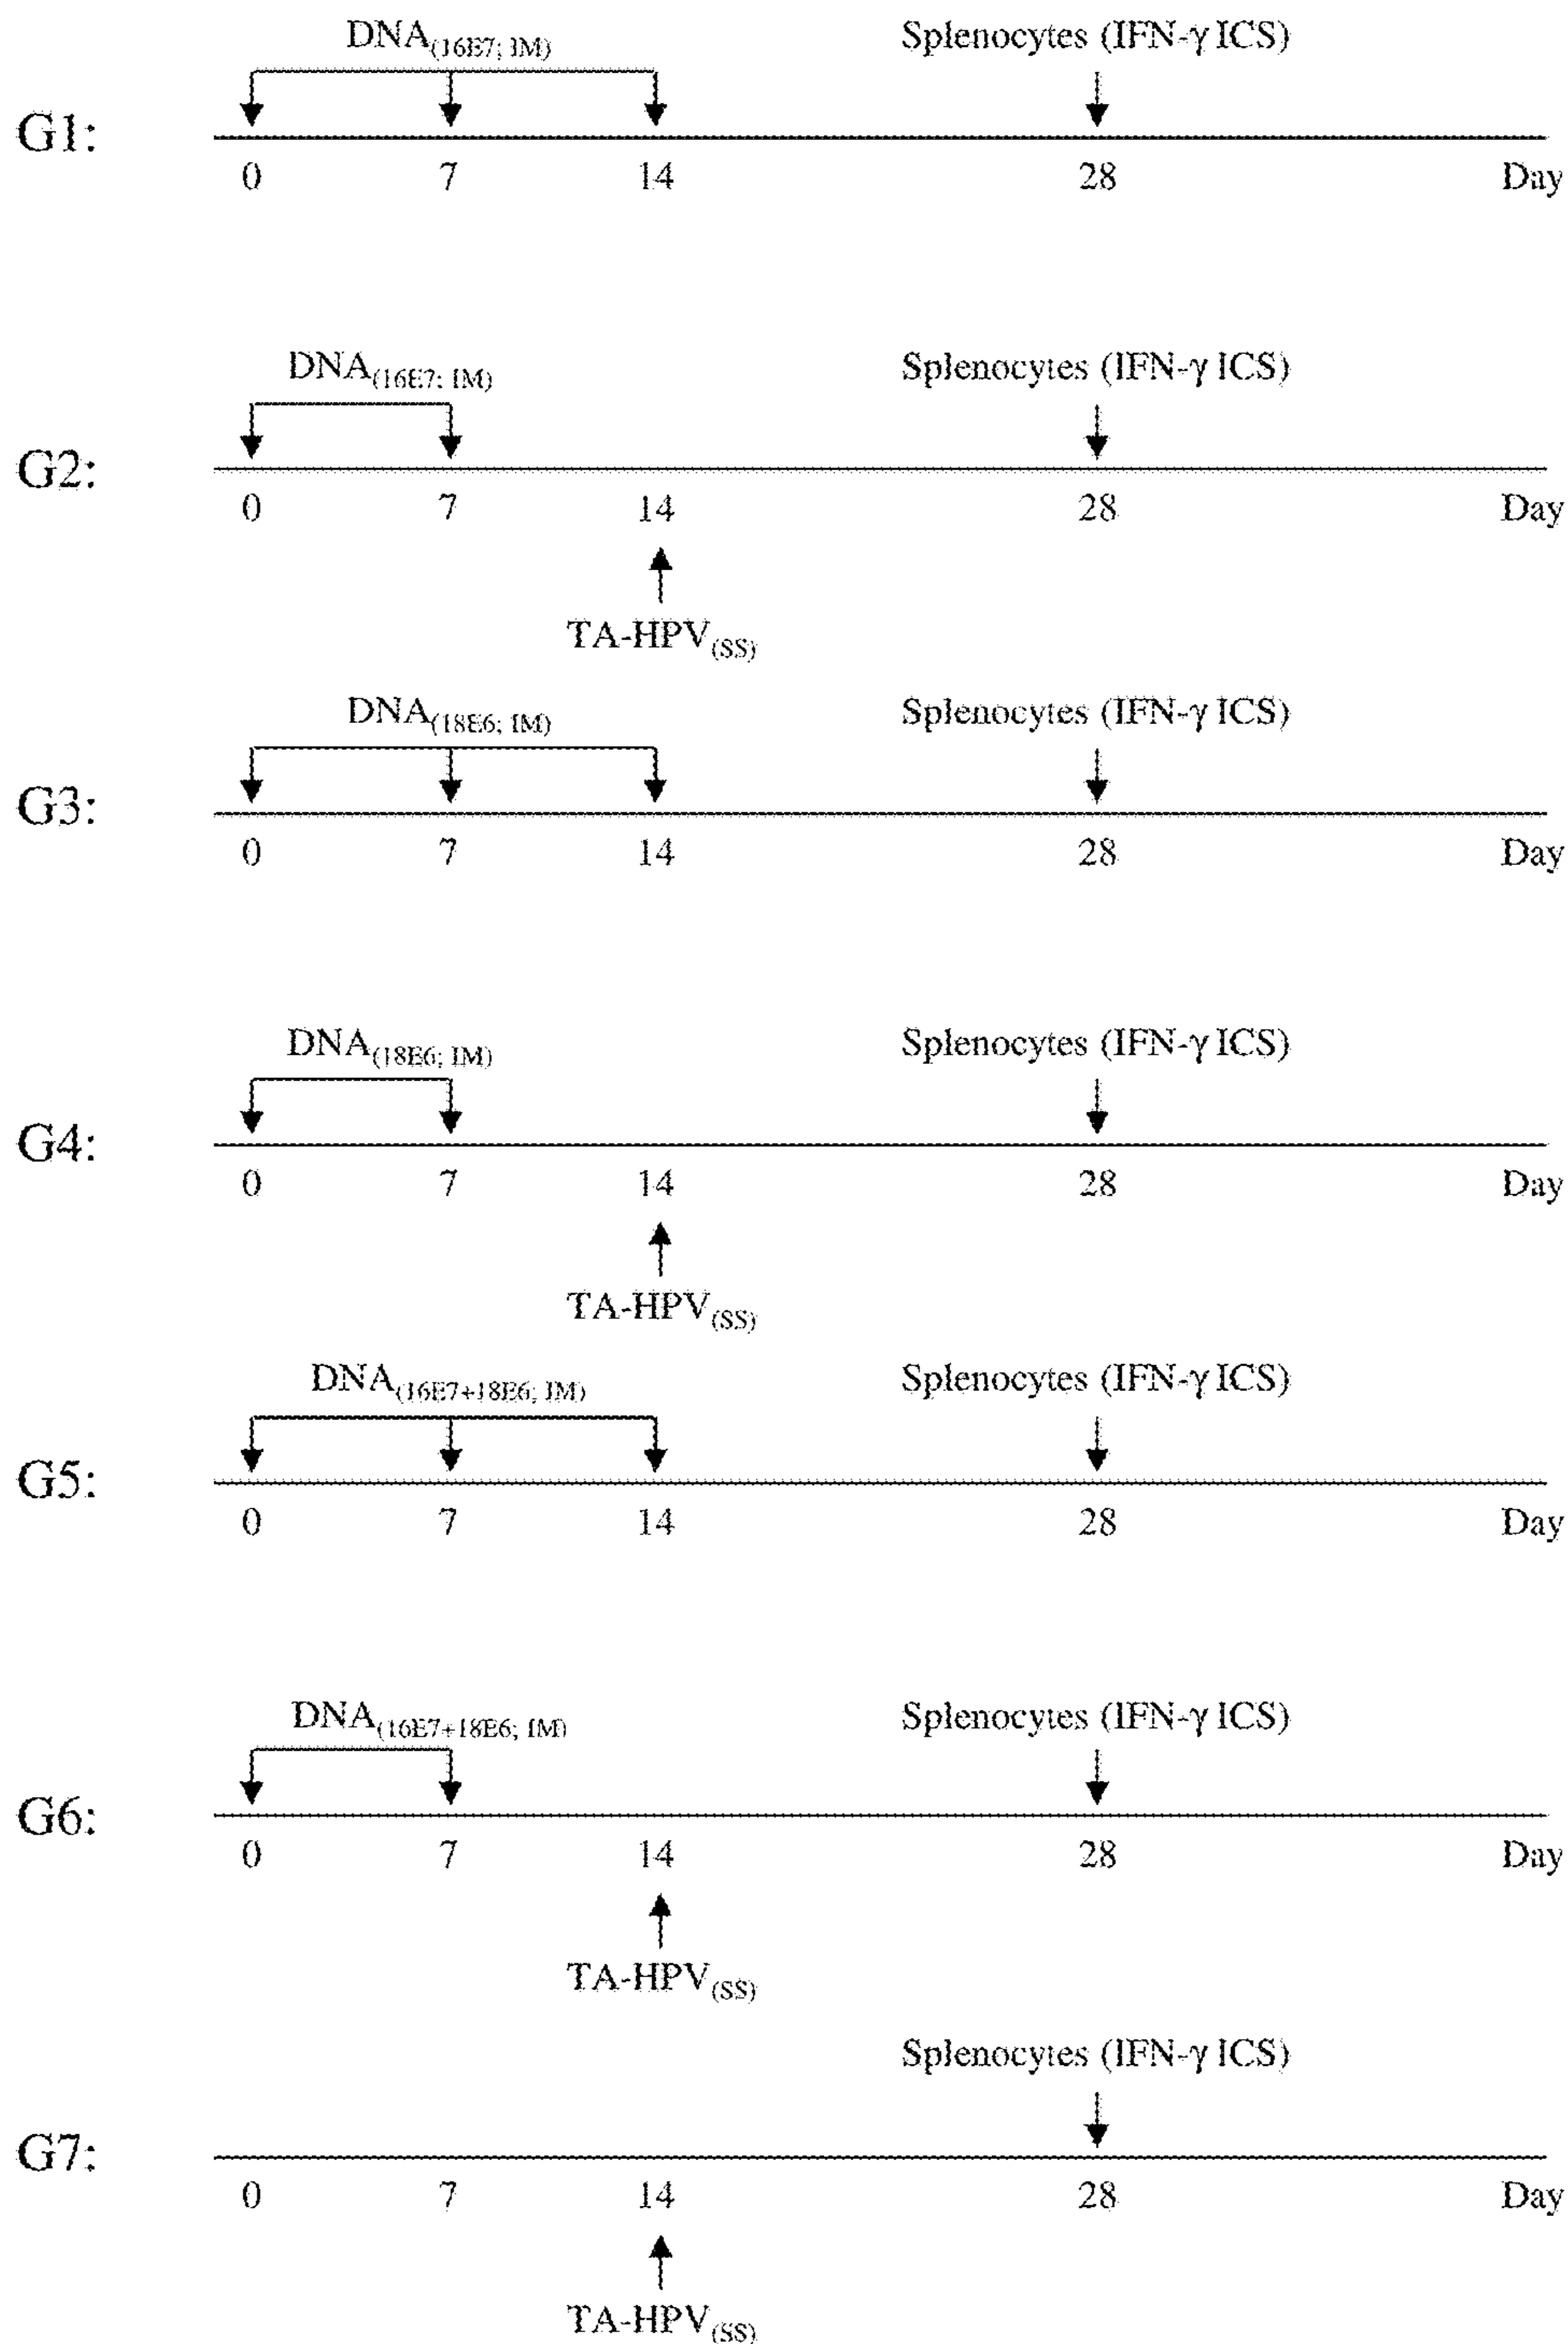 DNA(16E7; IM) Splenocytes (IFN-γ ICS)
G1:
0 7 14 28 Day
DNA(16E7; IM) Splenocytes (IFN-γ ICS)
G2:
0 7 14 28 Day
TA-HPV(SS)
DNA(18E6; IM) Splenocytes (IFN-γ ICS)
G3:
0 7 14 28 Day
DNA(18E6; IM) Splenocytes (IFN-γ ICS)
G4:
0 7 14 28 Day
TA-HPV(SS)
DNA(16E7+18E6; IM) Splenocytes (IFN-γ ICS)
G5:
0 7 14 28 Day
DNA(16E7+18E6; IM) Splenocytes (IFN-γ ICS)
G6:
0 7 14 28 Day
TA-HPV(SS)
Splenocytes (IFN-γ ICS)
G7:
0 7 14 28 Day
TA-HPV(SS)